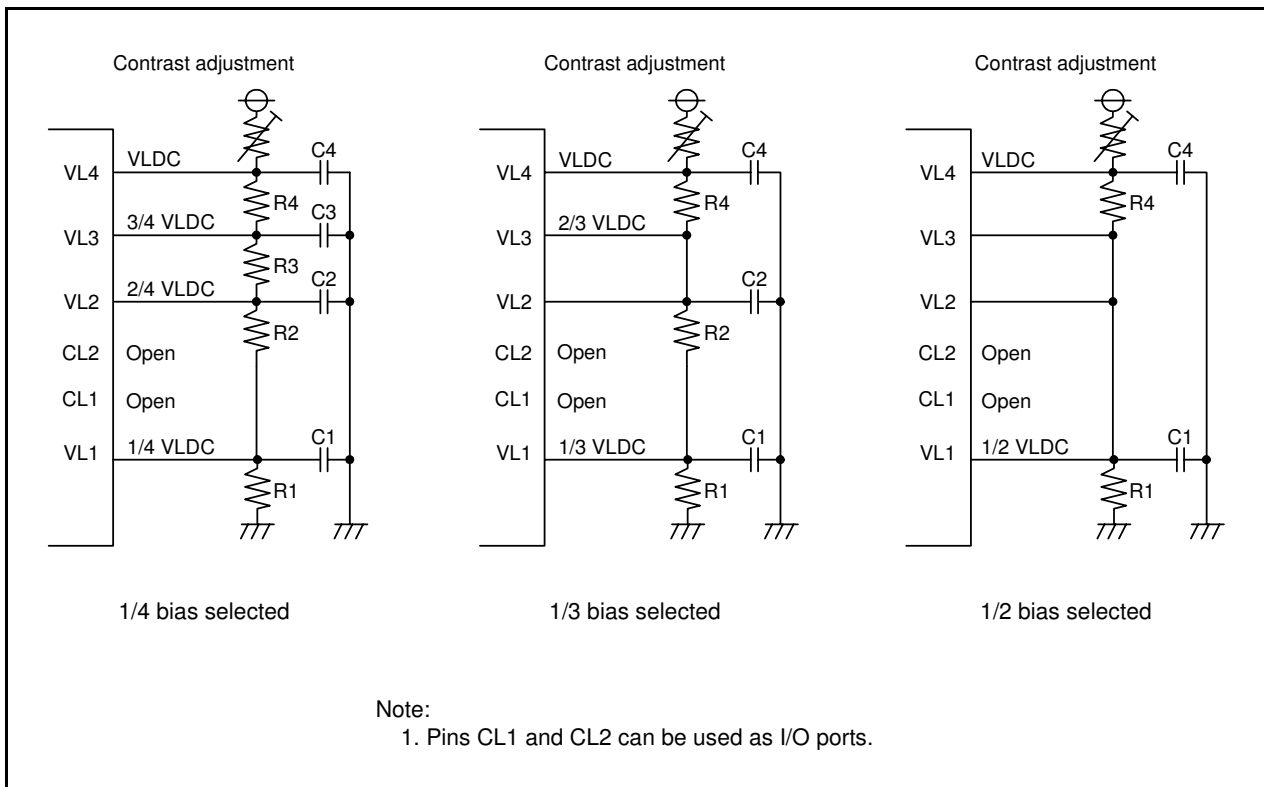 Contrast adjustment
VL4 VLDC C4
R4
VL3 3/4 VLDC C3
R3
VL2 2/4 VLDC C2
R2
CL2 Open
CL1 Open
VL1 1/4 VLDC C1
R1
1/4 bias selected
Contrast adjustment
VL4 VLDC C4
R4
VL3 2/3 VLDC
VL2 C2
R2
CL2 Open
CL1 Open
VL1 1/3 VLDC C1
R1
1/3 bias selected
Contrast adjustment
VL4 VLDC C4
R4
VL3
VL2
CL2 Open
CL1 Open
VL1 1/2 VLDC C1
R1
1/2 bias selected
Note:
1. Pins CL1 and CL2 can be used as I/O ports.